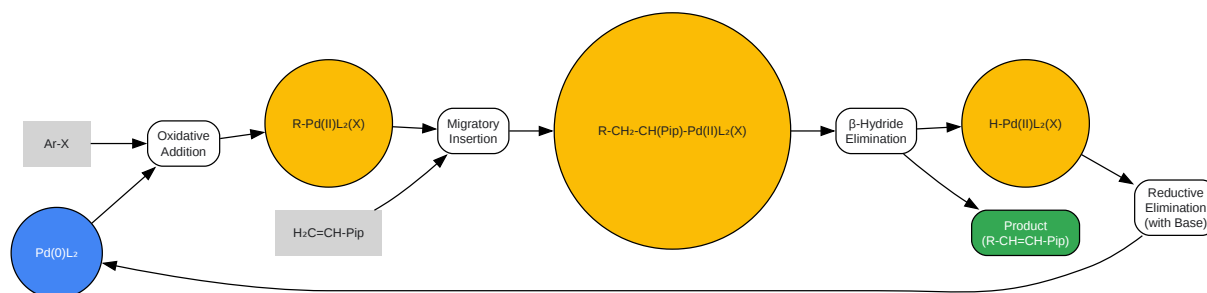 Ar-X
Pd(0)L₂
Oxidative
Addition
R-Pd(II)L₂(X)
H₂C=CH-Pip
Migratory
Insertion
R-CH₂-CH(Pip)-Pd(II)L₂(X)
β-Hydride
Elimination
H-Pd(II)L₂(X)
Product
(R-CH=CH-Pip)
Reductive
Elimination
(with Base)